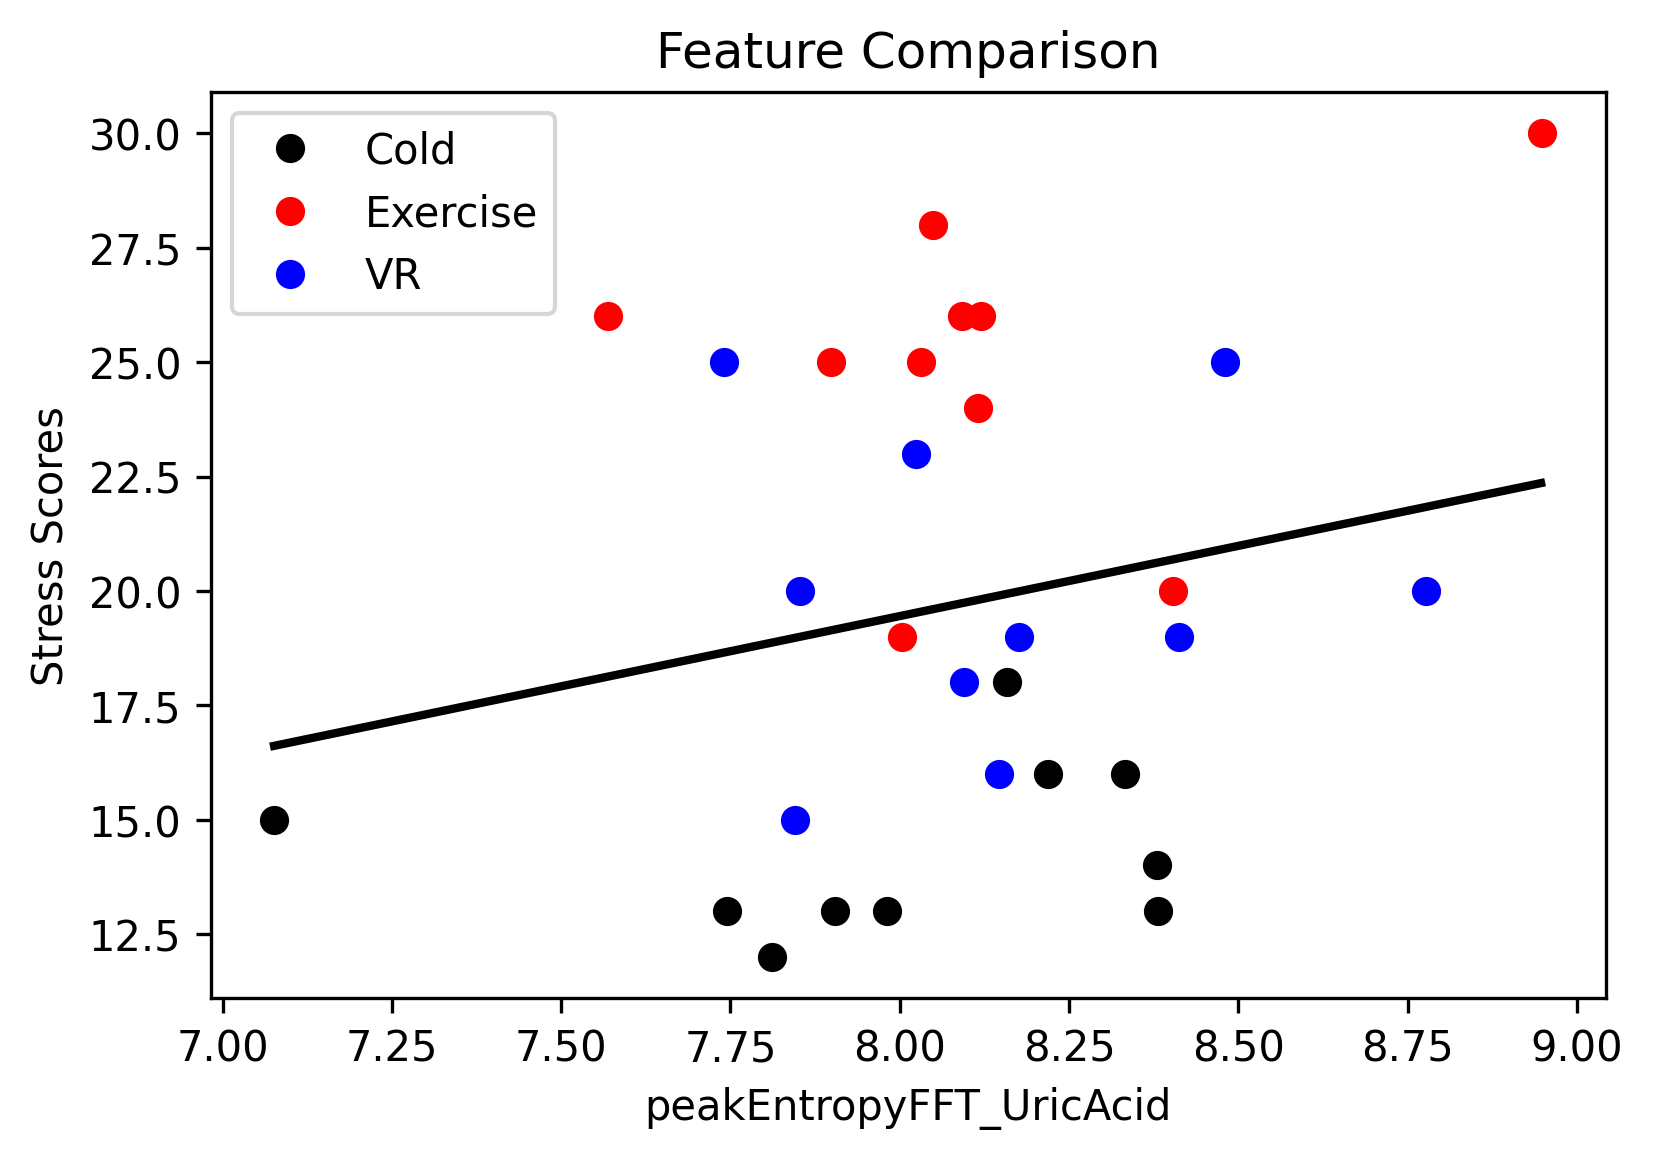 Feature Comparison
Cold
Exercise
VR
Stress Scores
30.0
27.5
25.0
22.5
20.0
17.5
15.0
12.5
7.00 7.25 7.50 7.75 8.00 8.25 8.50 8.75 9.00
peakEntropyFFT_UricAcid